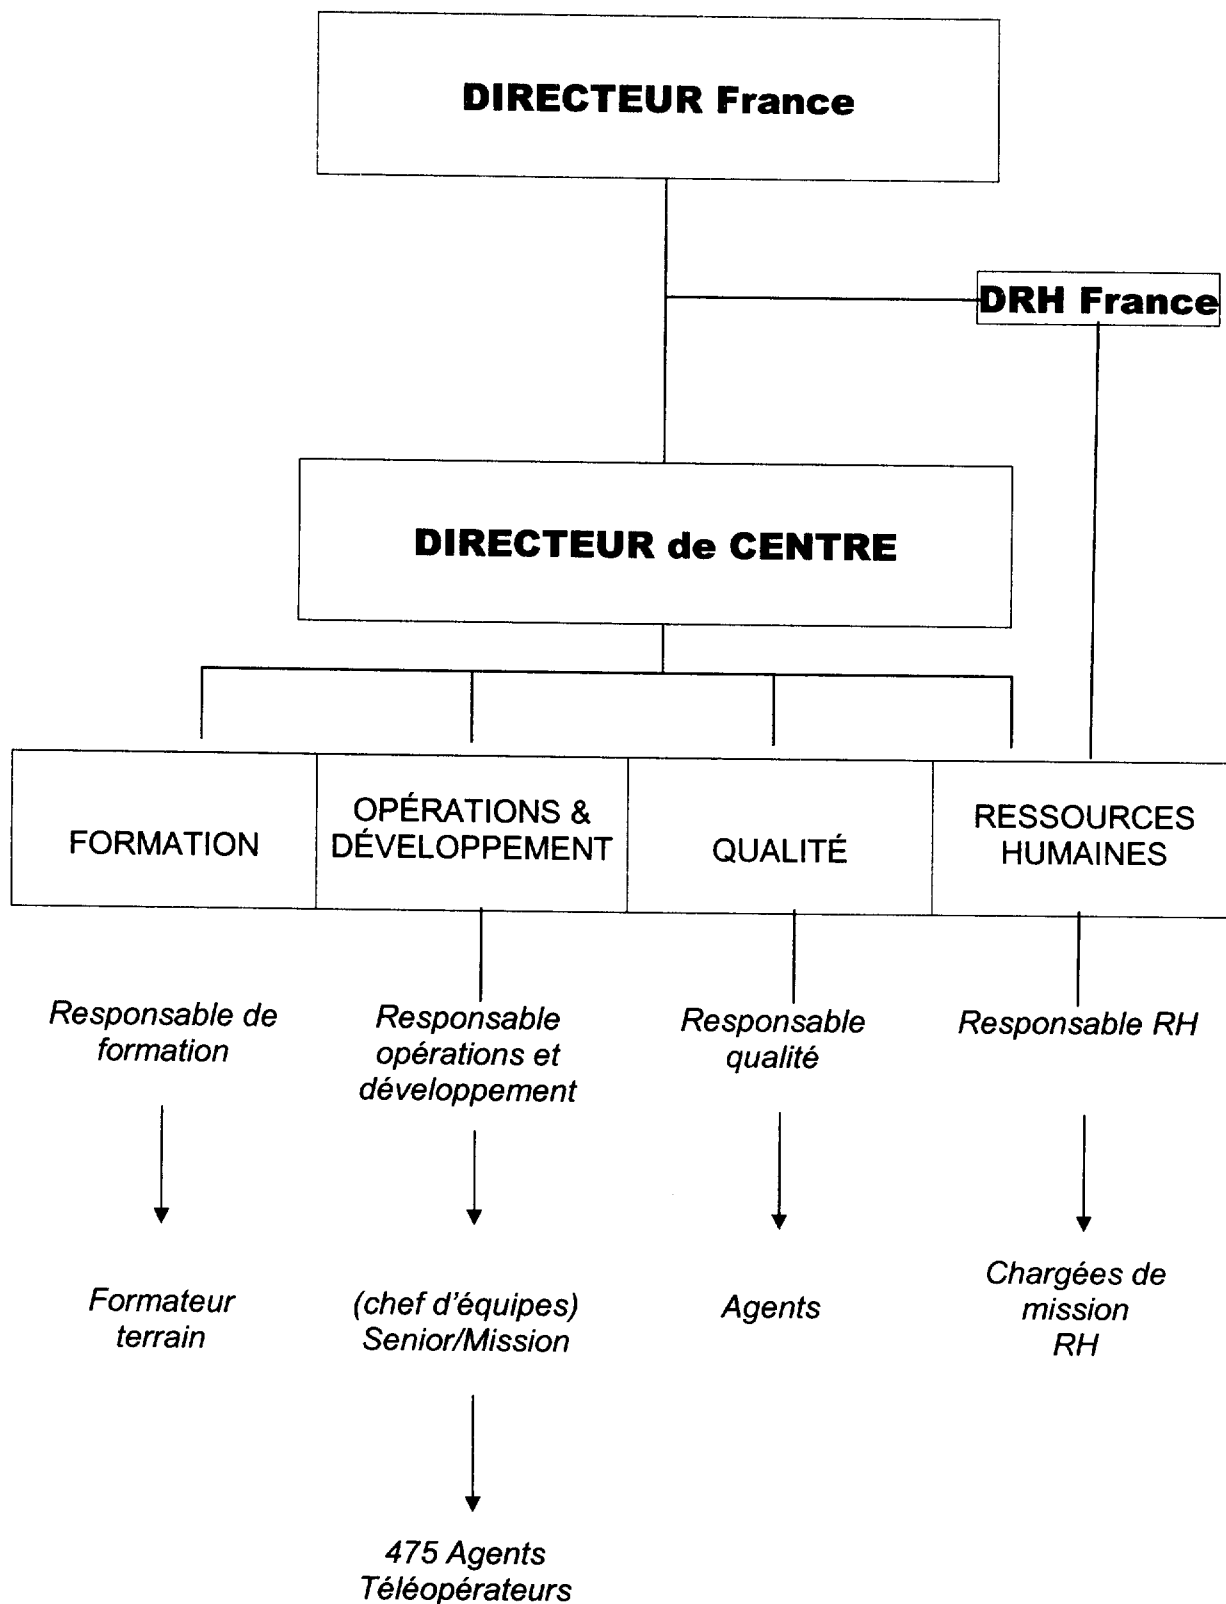 DIRECTEUR France
DRH France
DIRECTEUR de CENTRE
FORMATION
OPÉRATIONS &
DÉVELOPPEMENT
QUALITÉ
RESSOURCES
HUMAINES
Responsable de
formation
Responsable
opérations et
développement
Responsable
qualité
Responsable RH
Formateur
terrain
(chef d'équipes)
Senior/Mission
Agents
Chargées de
mission
RH
475 Agents
Téléopérateurs